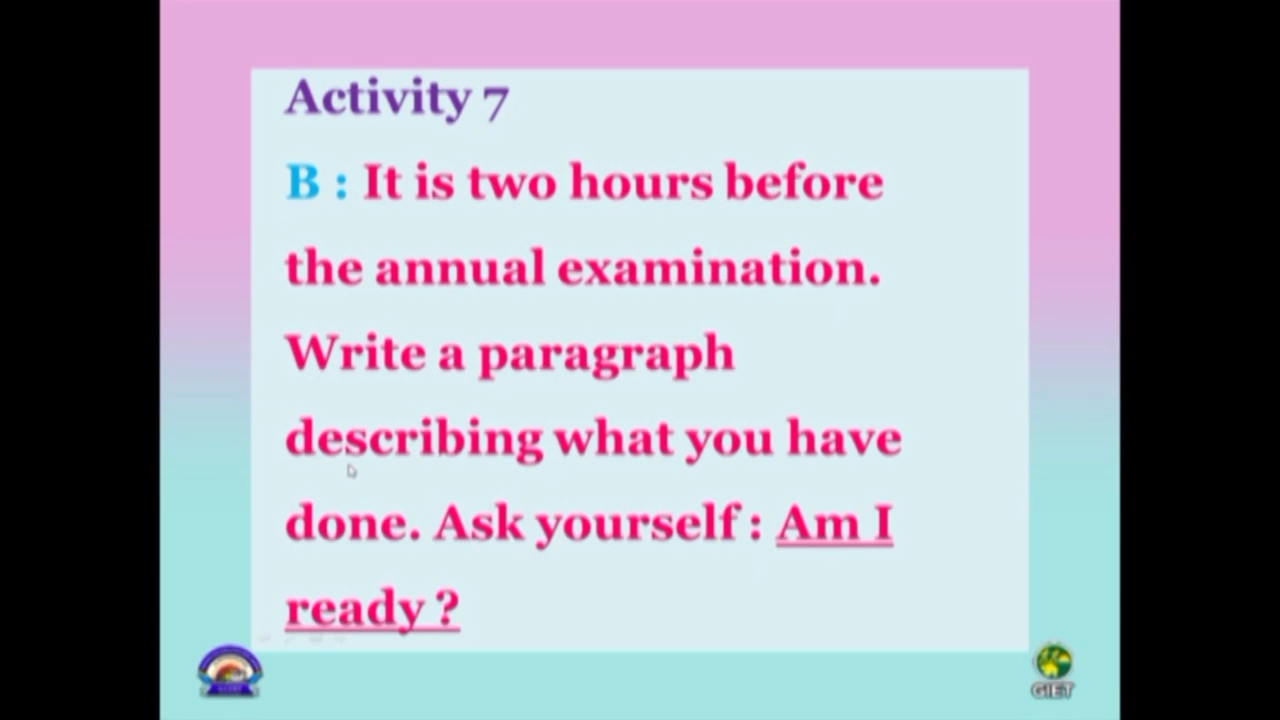 Activity 7
B : It is two hours before
the annual examination.
Write a paragraph
describing what you have
done. Ask yourself : Am I
ready ?
GIET